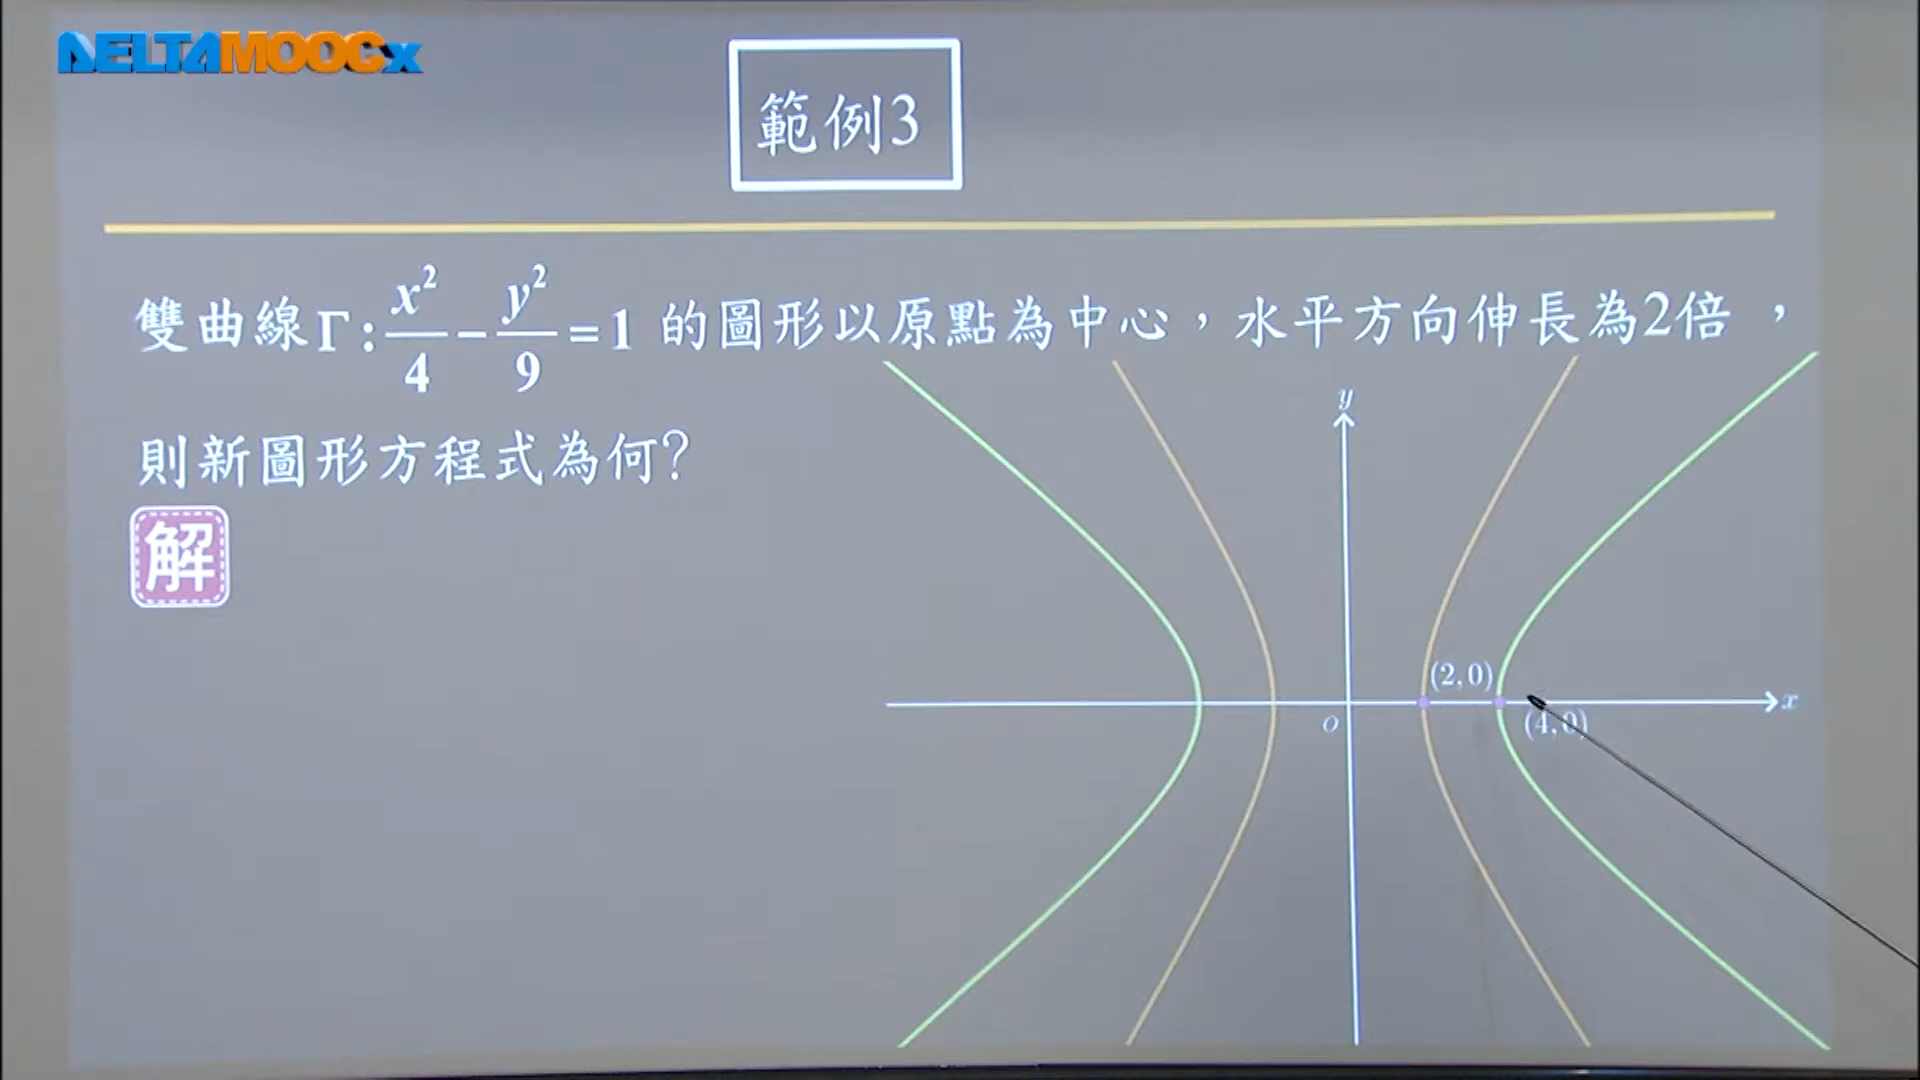 DELTAMOOCx
範例3
雙曲線Γ: x²/4 − y²/9 = 1 的圖形以原點為中心，水平方向伸長為2倍，
則新圖形方程式為何?
解
y
(2,0)
x
O
(4,0)